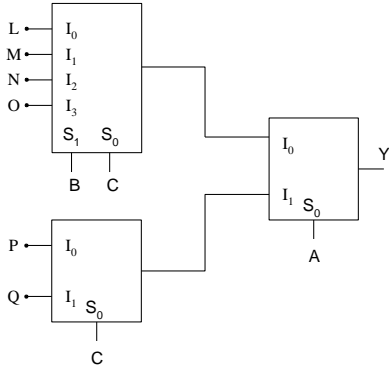 L I₀
M I₁
N I₂
O I₃
S₁ S₀
B C
I₀ Y
I₁ S₀
A
P I₀
Q I₁ S₀
C